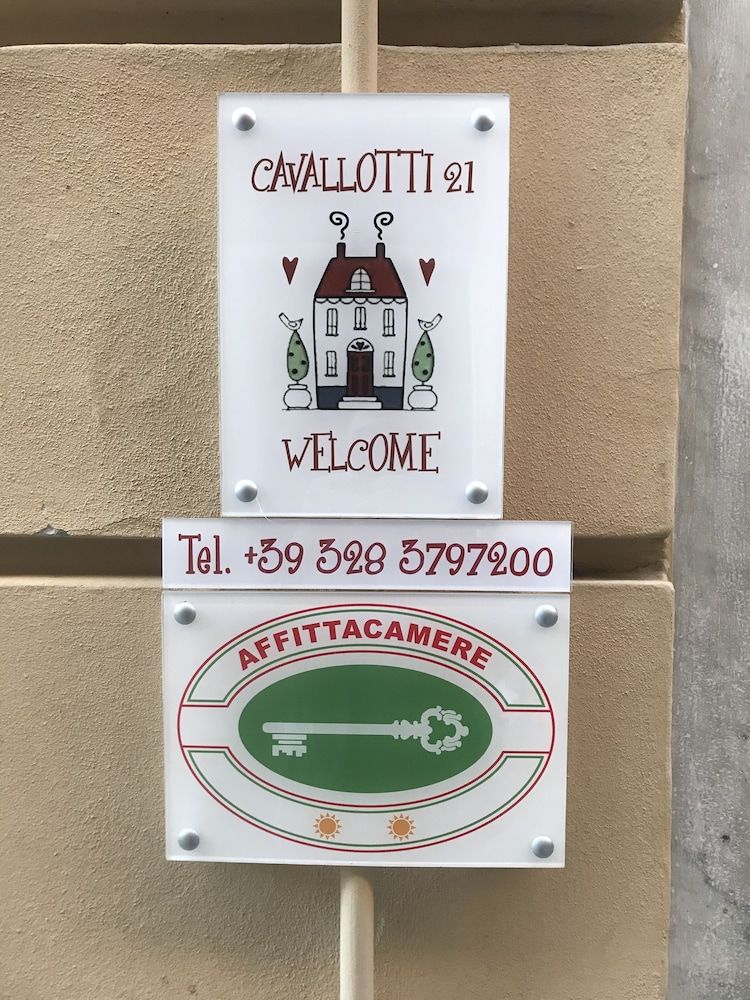 CAVALLOTTI 21
WELCOME
Tel. +39 328 3797200
AFFITTACAMERE